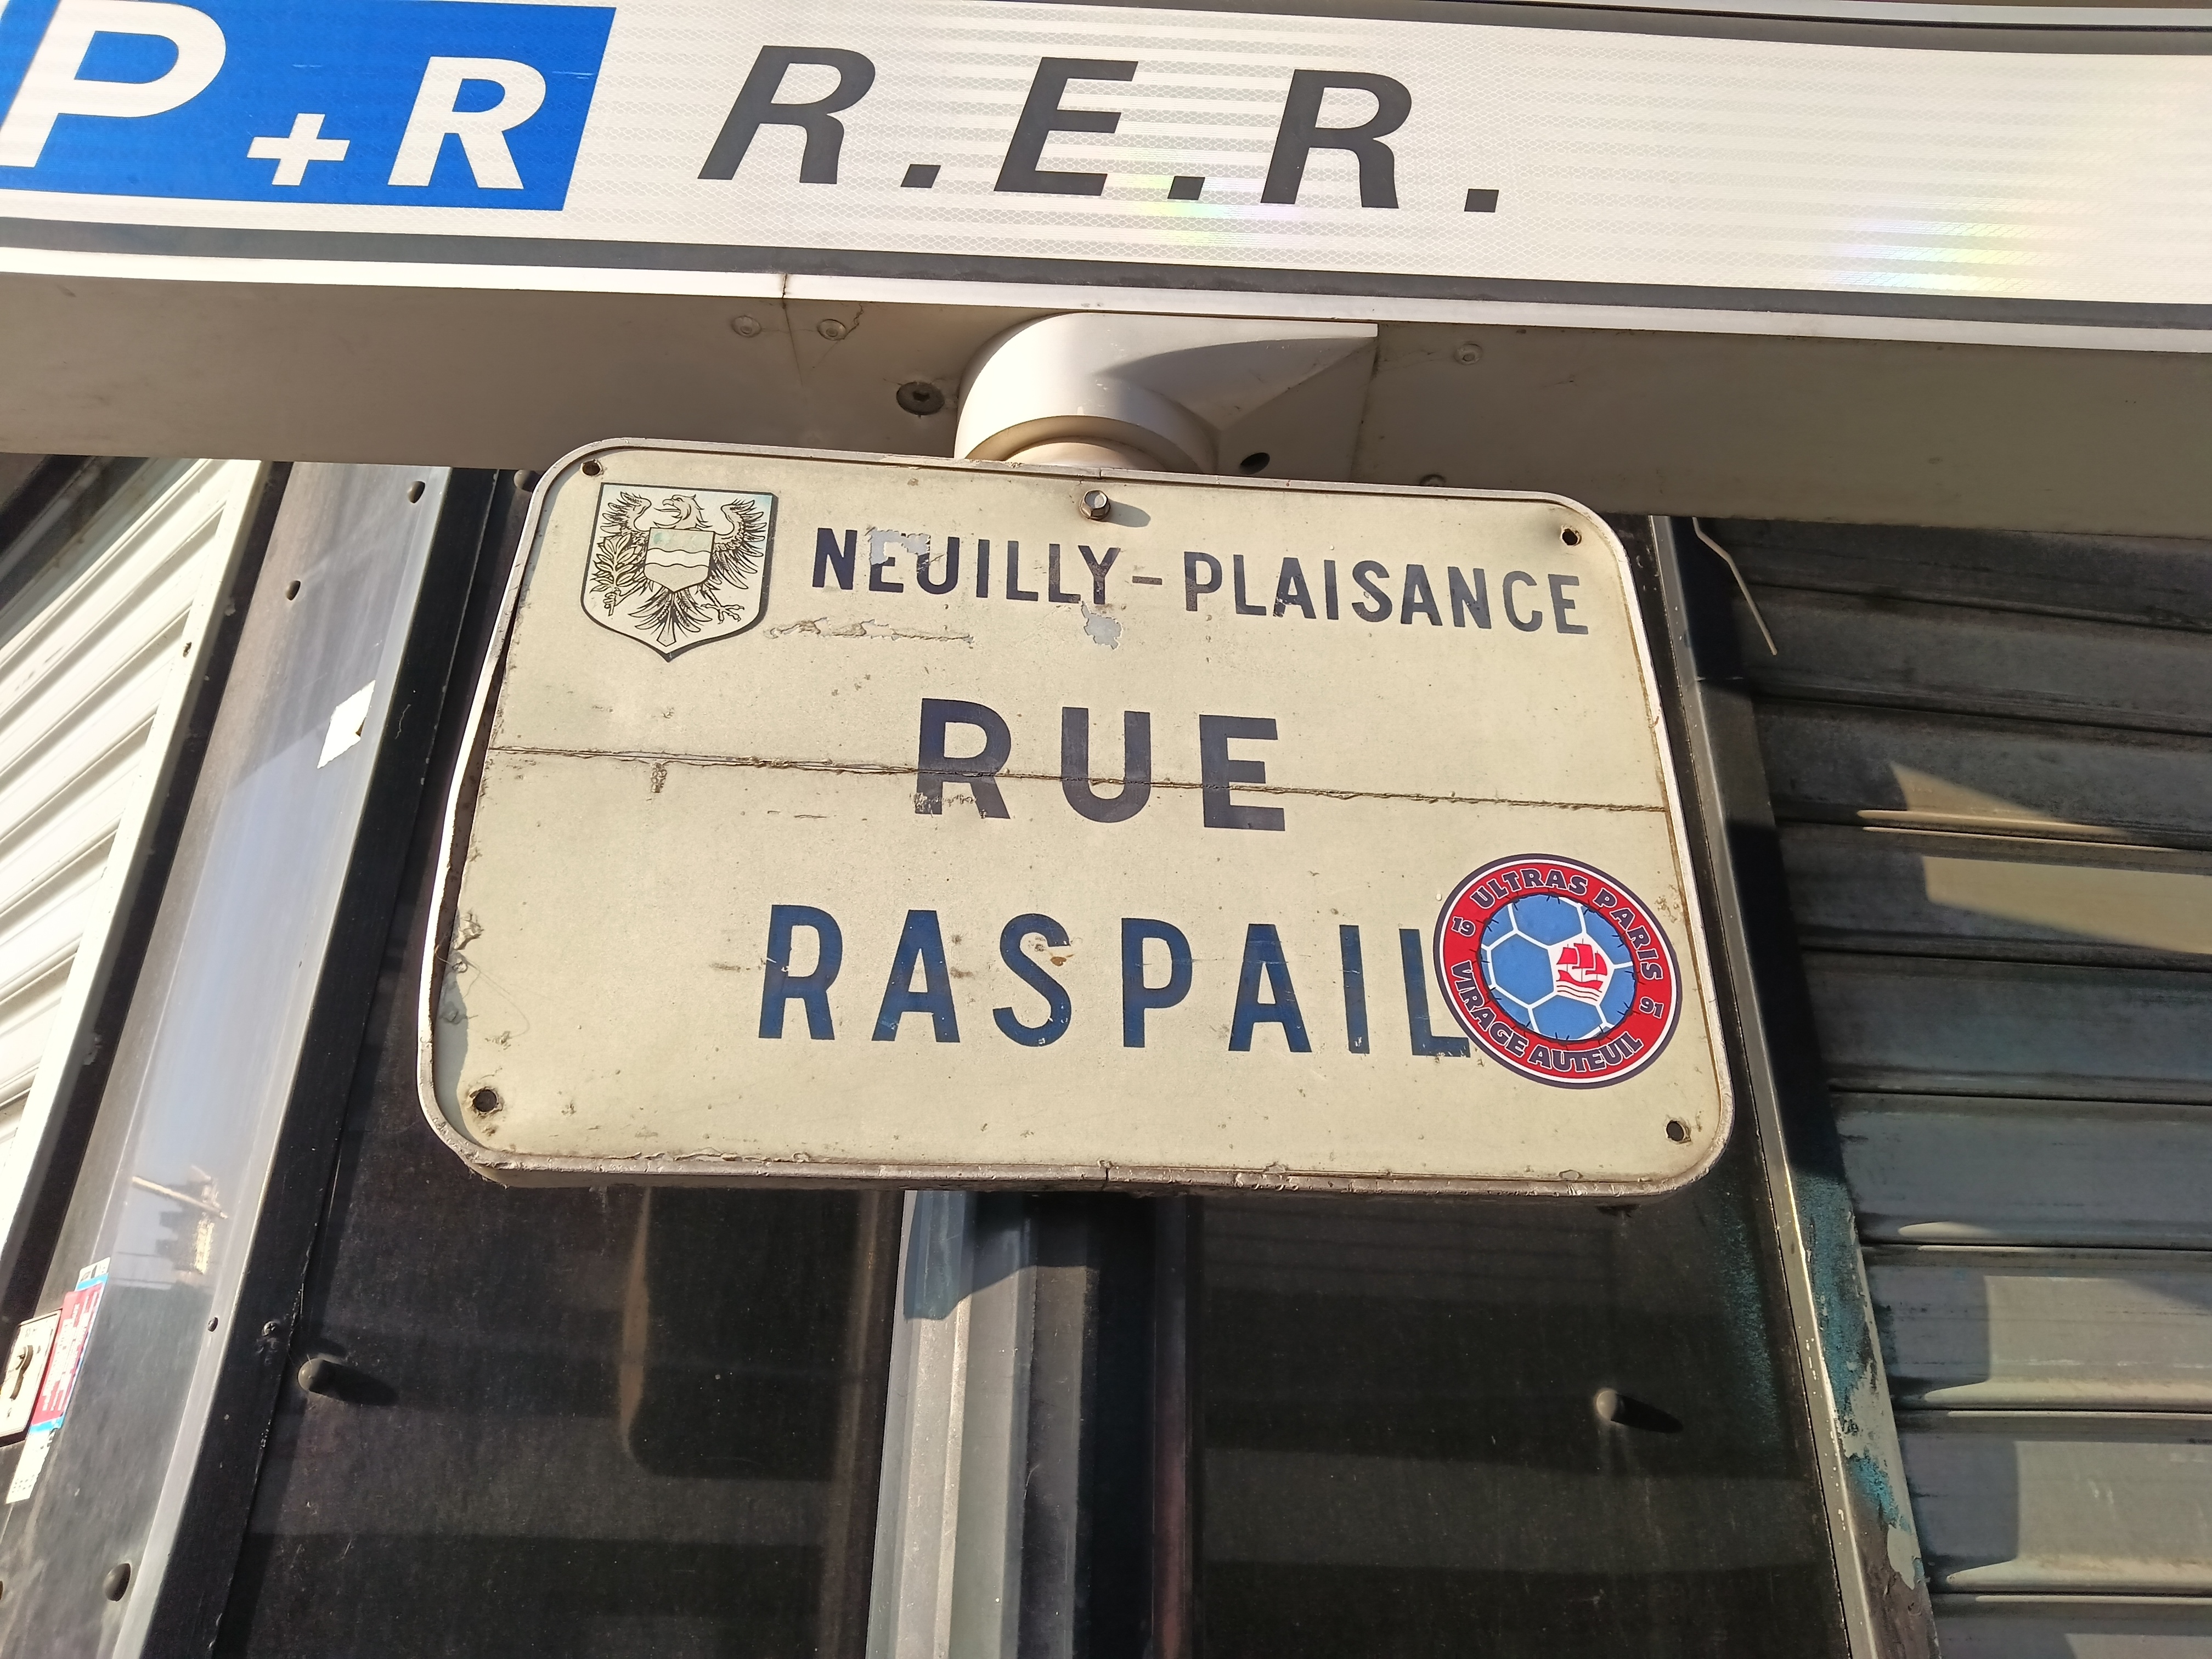 P+R R.E.R.
NEUILLY-PLAISANCE
RUE
RASPAIL
ULTRAS PARIS
19 91
VIRAGE AUTEUIL